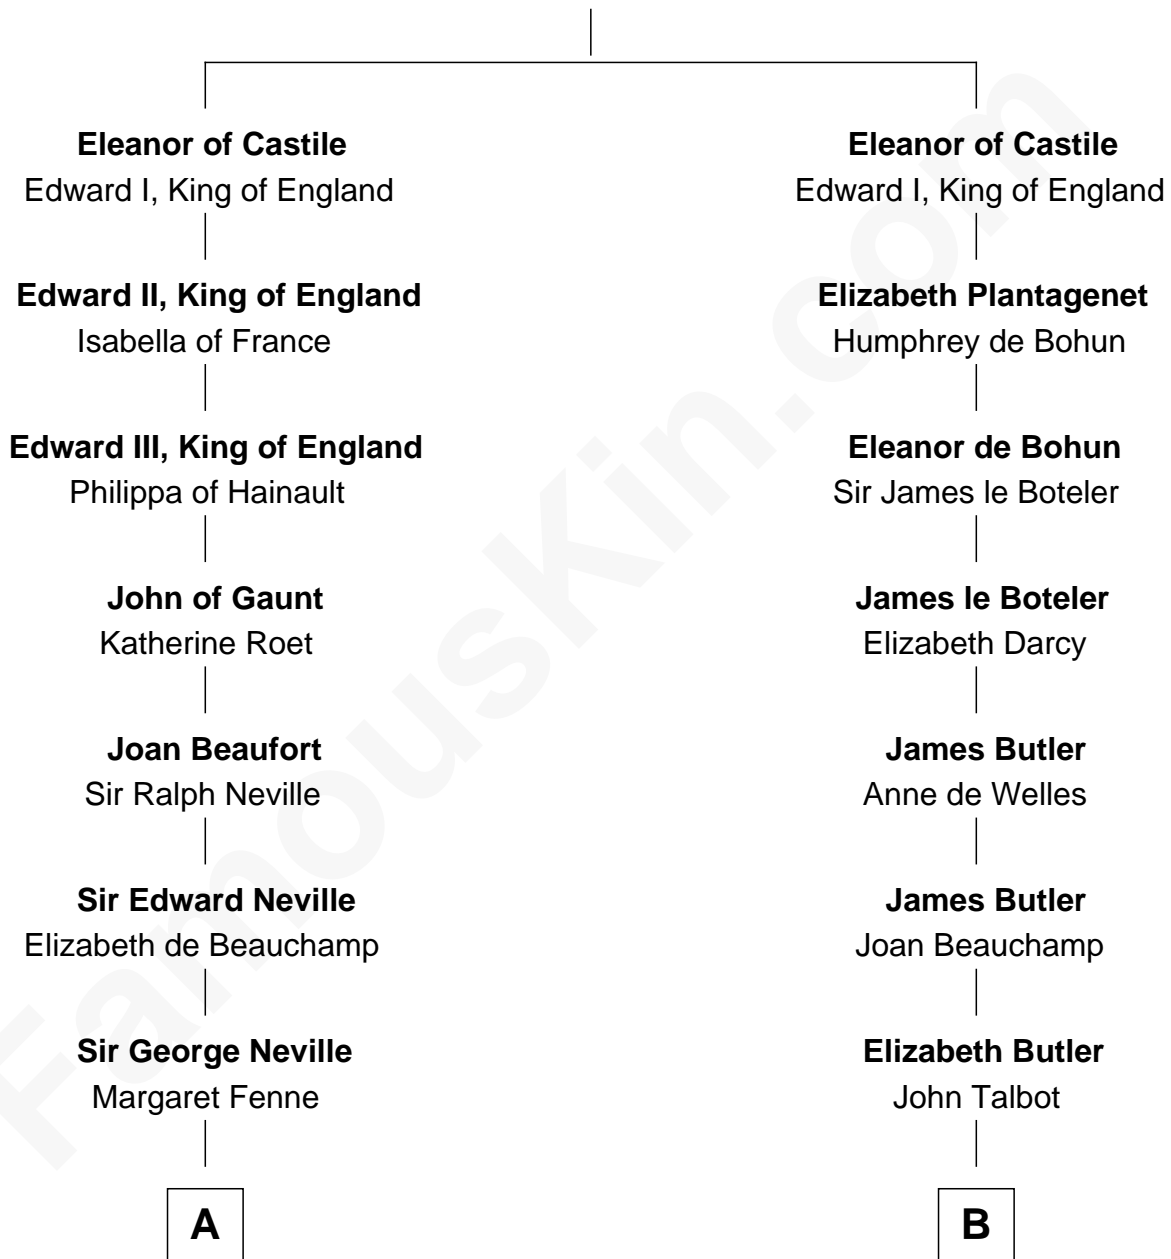 Eleanor of Castile
Edward I, King of England
Edward II, King of England
Isabella of France
Edward III, King of England
Philippa of Hainault
John of Gaunt
Katherine Roet
Joan Beaufort
Sir Ralph Neville
Sir Edward Neville
Elizabeth de Beauchamp
Sir George Neville
Margaret Fenne
A
Eleanor of Castile
Edward I, King of England
Elizabeth Plantagenet
Humphrey de Bohun
Eleanor de Bohun
Sir James le Boteler
James le Boteler
Elizabeth Darcy
James Butler
Anne de Welles
James Butler
Joan Beauchamp
Elizabeth Butler
John Talbot
B
FamousKin.com